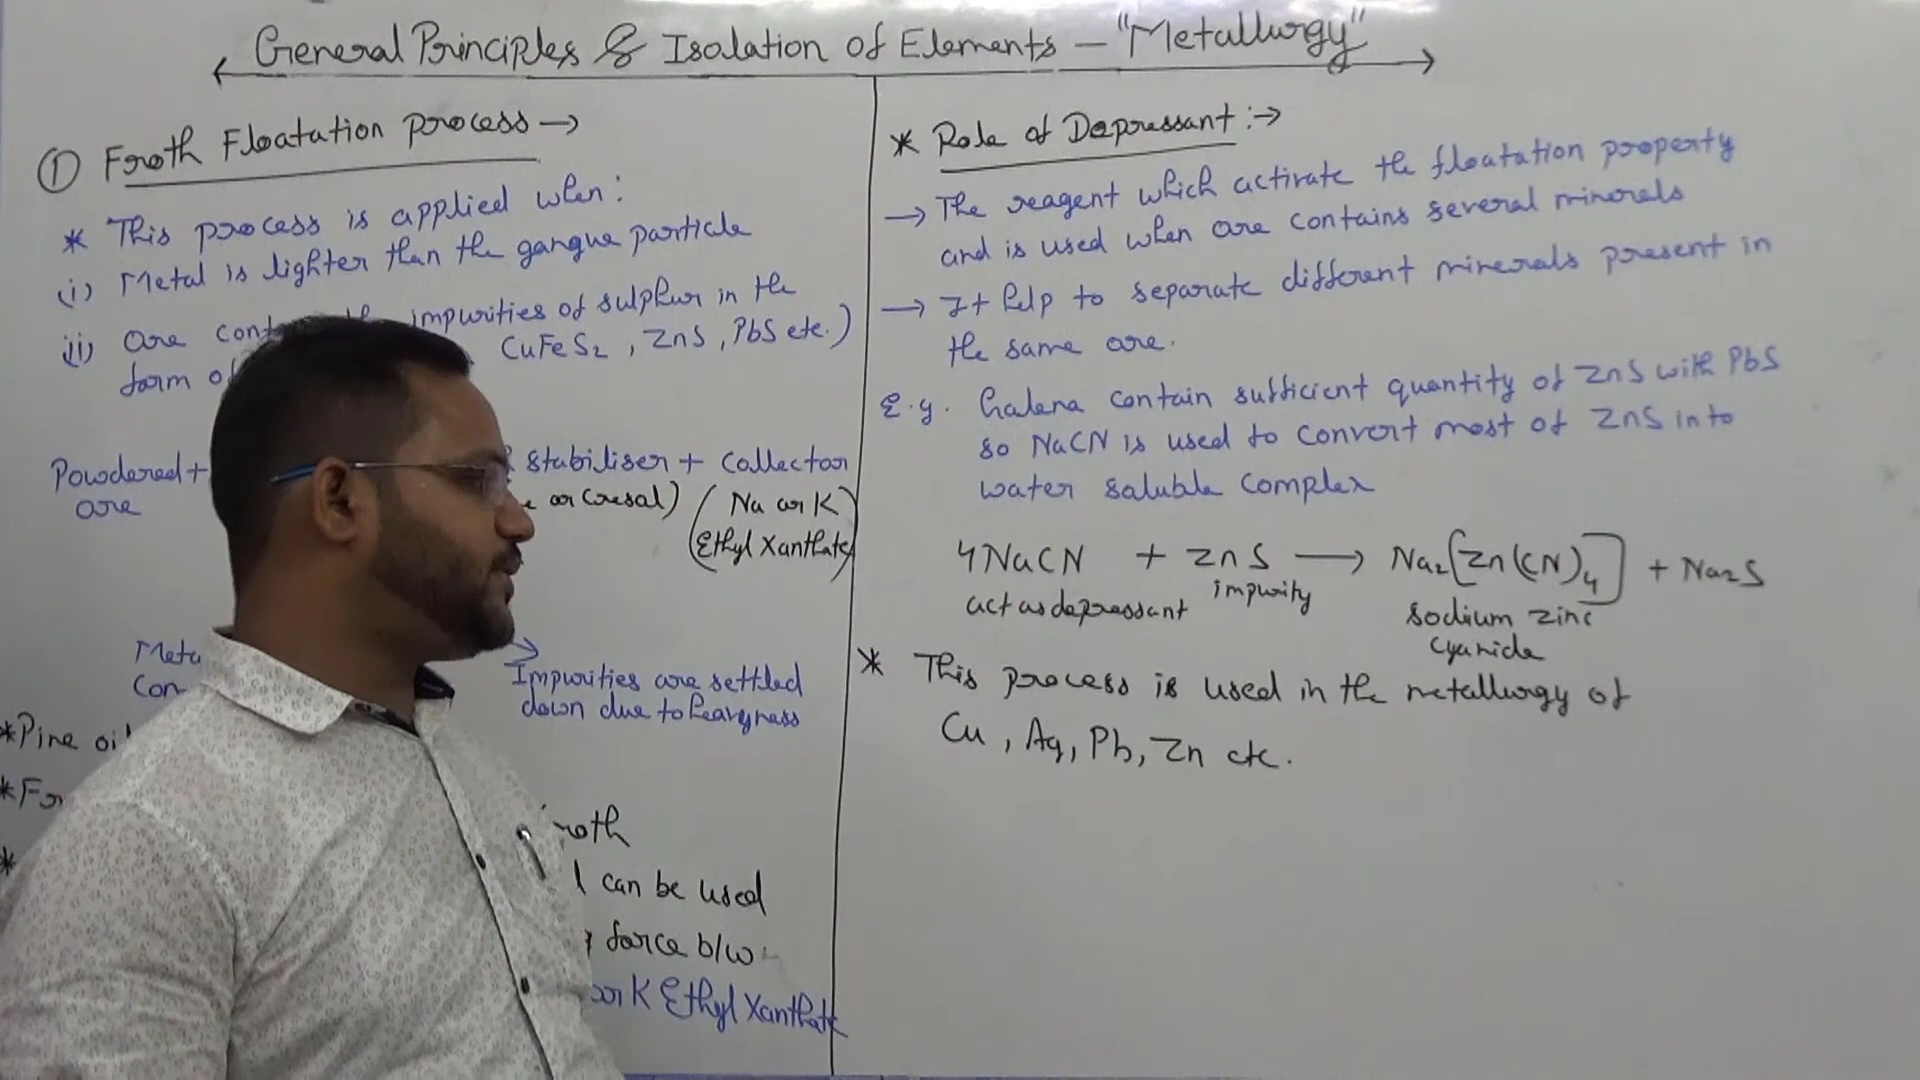 General Principles & Isolation of Elements — "Metallurgy"
① Froth Floatation process →
* This process is applied when:
(i) Metal is lighter than the gangue particle
(ii) ore impurities of sulphur in the
form of CuFeS2, ZnS, PbS etc.)
Powdered + stabiliser + collector
ore or Cresol) (Na or K
Ethyl Xanthate)
Impurities are settled
down due to heavyness
* Pine
can be used
force b/w
or K Ethyl Xanthate
* Role of Depressant :→
→ The reagent which activate the floatation property
and is used when ore contains several minerals
→ It help to separate different minerals present in
the same ore.
E.g. Galena contain sufficient quantity of ZnS with PbS
so NaCN is used to convert most of ZnS into
water soluble complex
4NaCN + ZnS → Na2[Zn(CN)4] + Na2S
act as depressant impurity sodium zinc
cyanide
* This process is used in the metallurgy of
Cu, Ag, Pb, Zn etc.